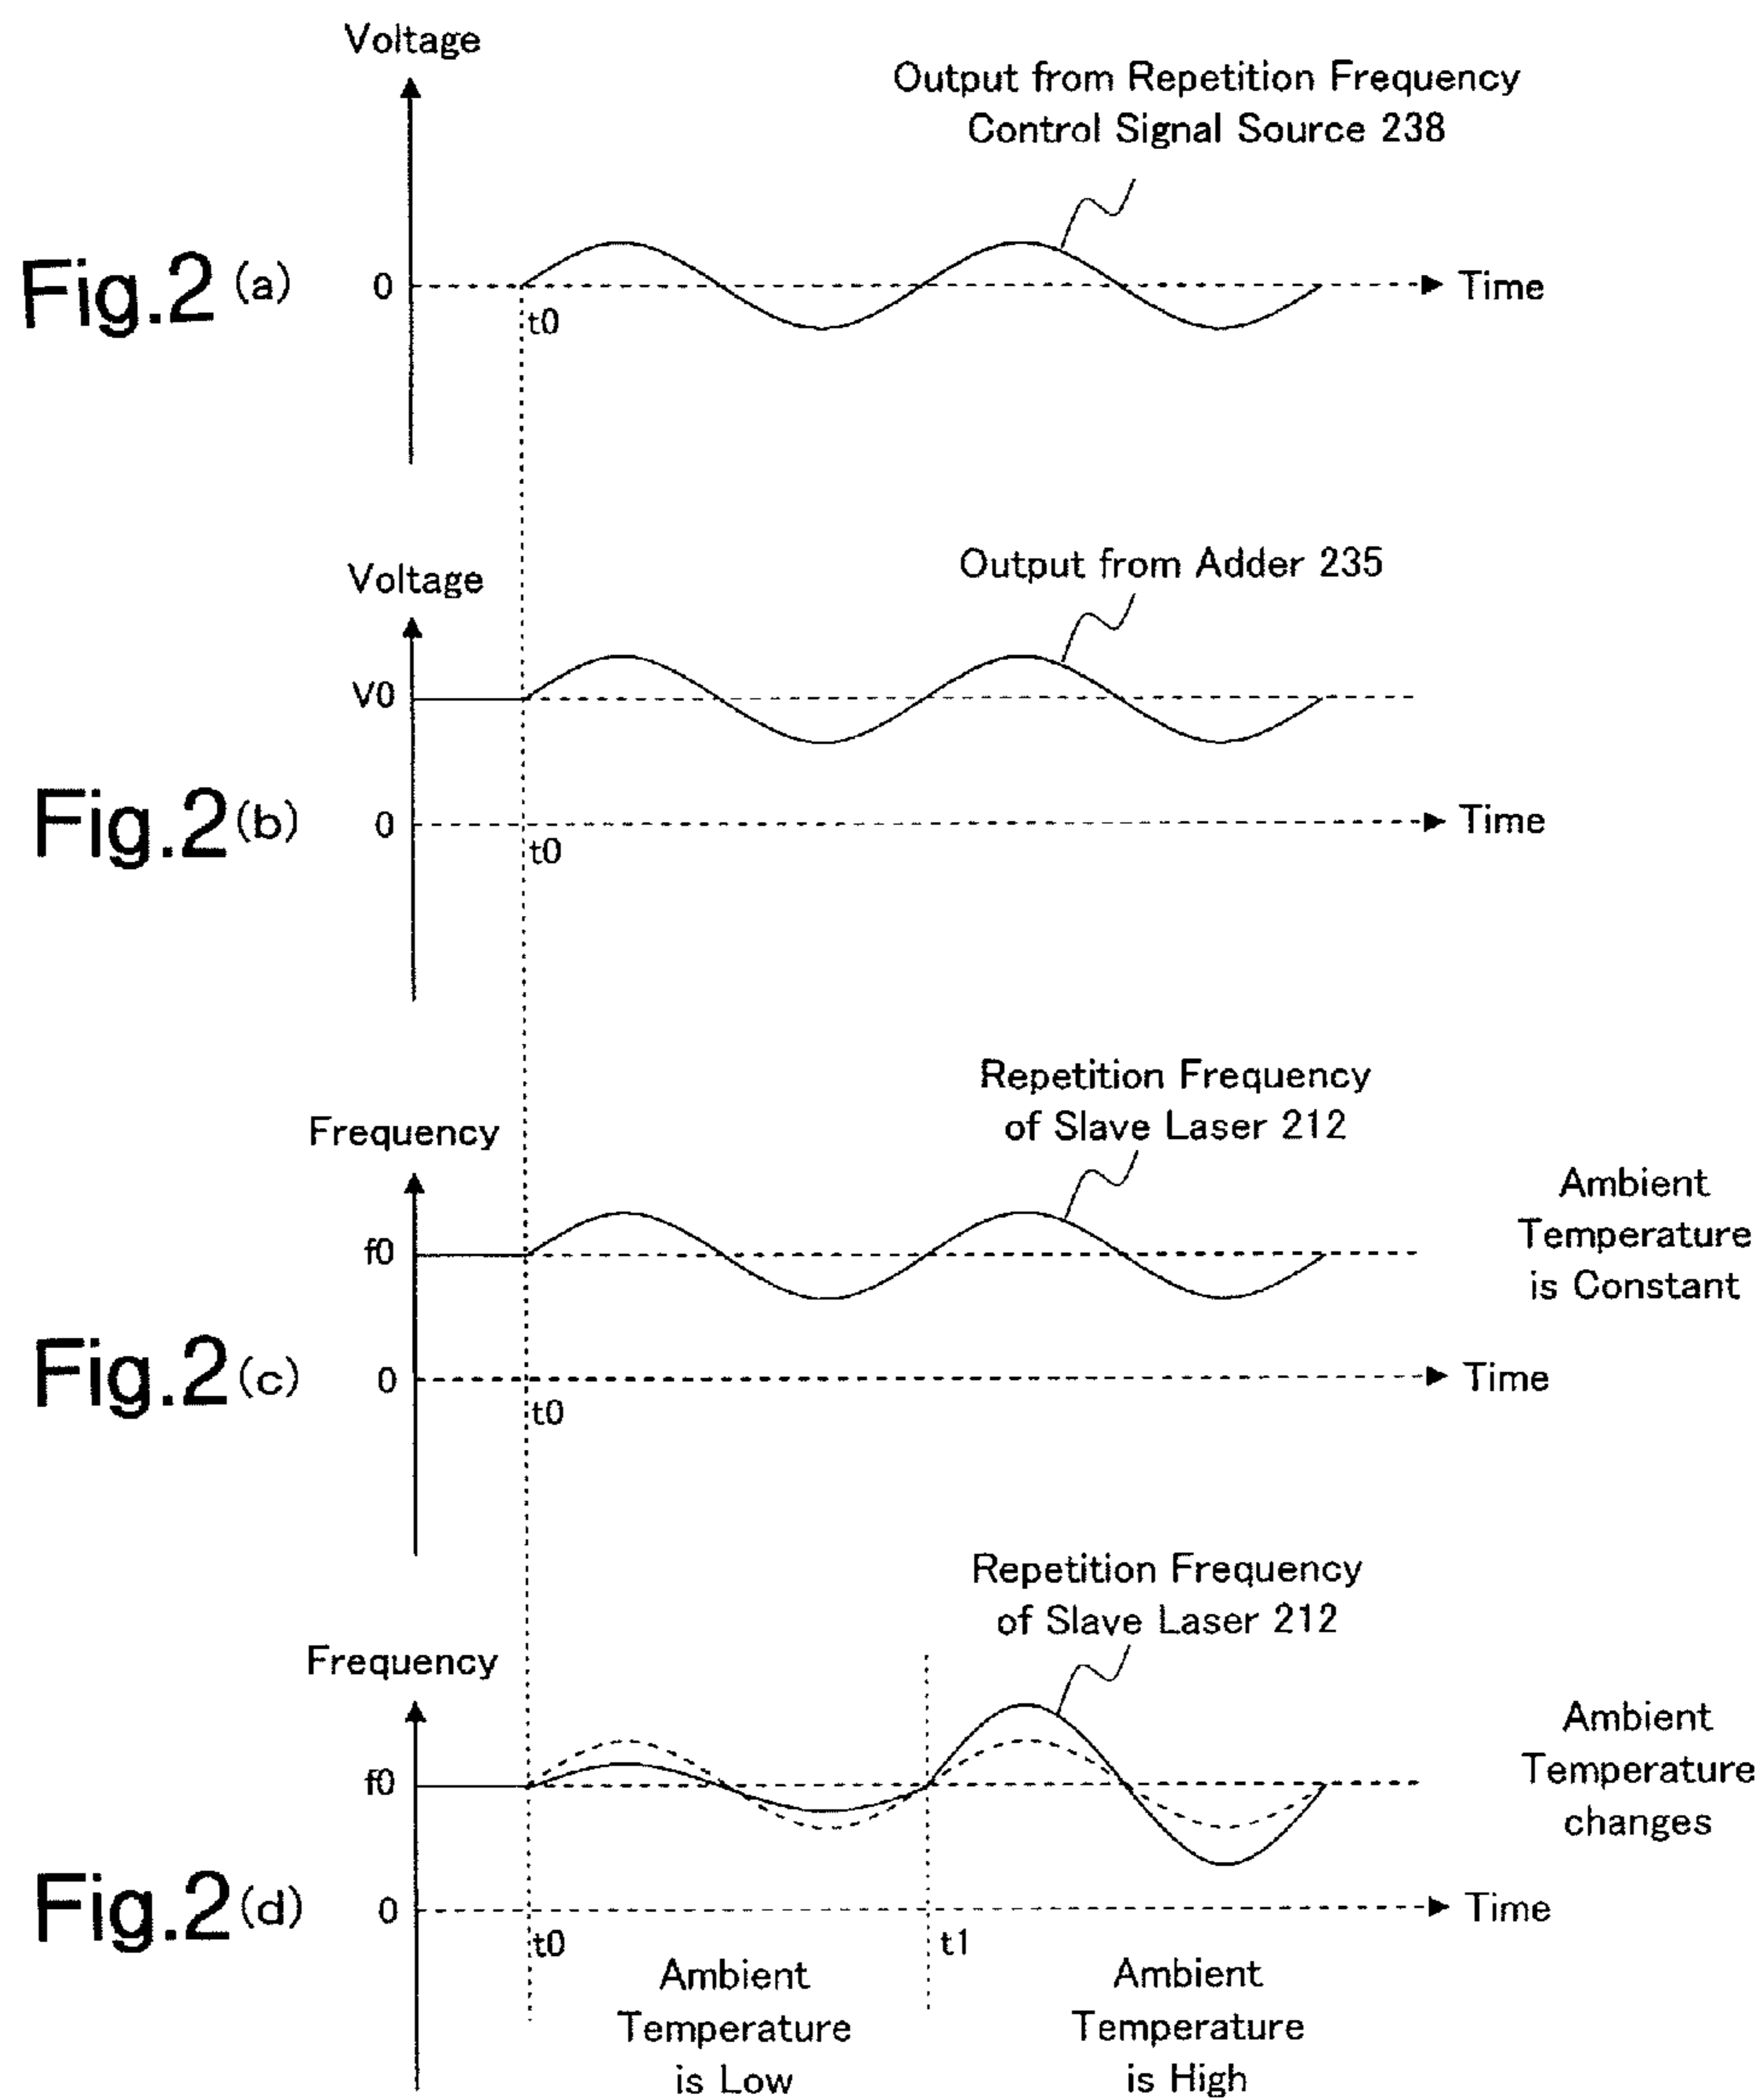 Voltage
Output from Repetition Frequency
Control Signal Source 238
Fig.2 (a)
0
Time
t0
Voltage
Output from Adder 235
V0
Fig.2 (b)
0
Time
t0
Repetition Frequency
of Slave Laser 212
Frequency
Ambient
Temperature
is Constant
f0
Fig.2 (c)
0
Time
t0
Repetition Frequency
of Slave Laser 212
Frequency
Ambient
Temperature
changes
f0
Fig.2 (d)
0
Time
t0
t1
Ambient
Temperature
is Low
Ambient
Temperature
is High